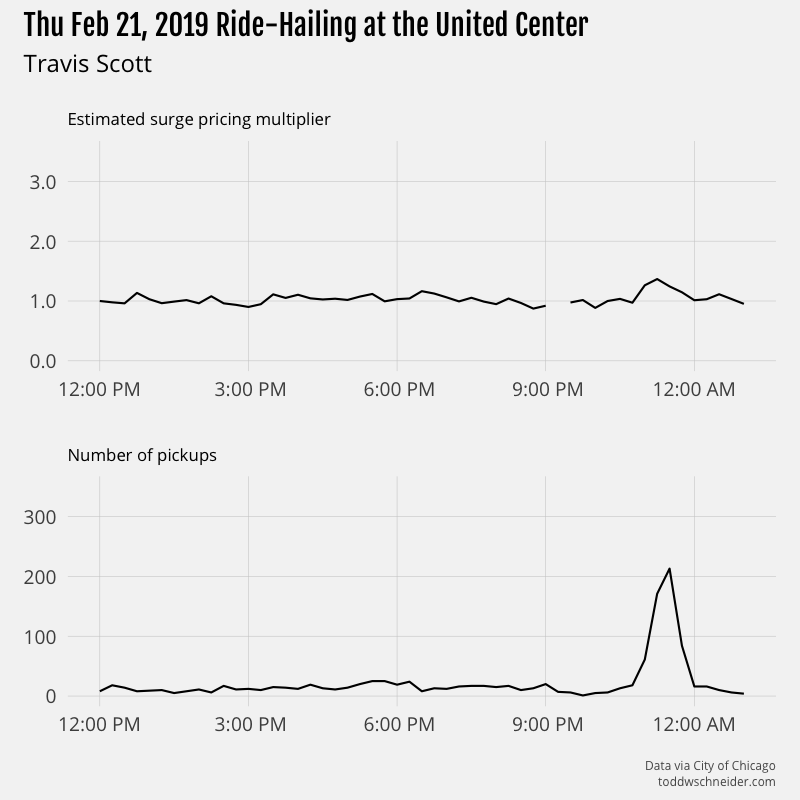 Thu Feb 21, 2019 Ride-Hailing at the United Center
Travis Scott
Estimated surge pricing multiplier
3.0
2.0
1.0
0.0
12:00 PM 3:00 PM 6:00 PM 9:00 PM 12:00 AM
Number of pickups
300
200
100
0
12:00 PM 3:00 PM 6:00 PM 9:00 PM 12:00 AM
Data via City of Chicago
toddwschneider.com